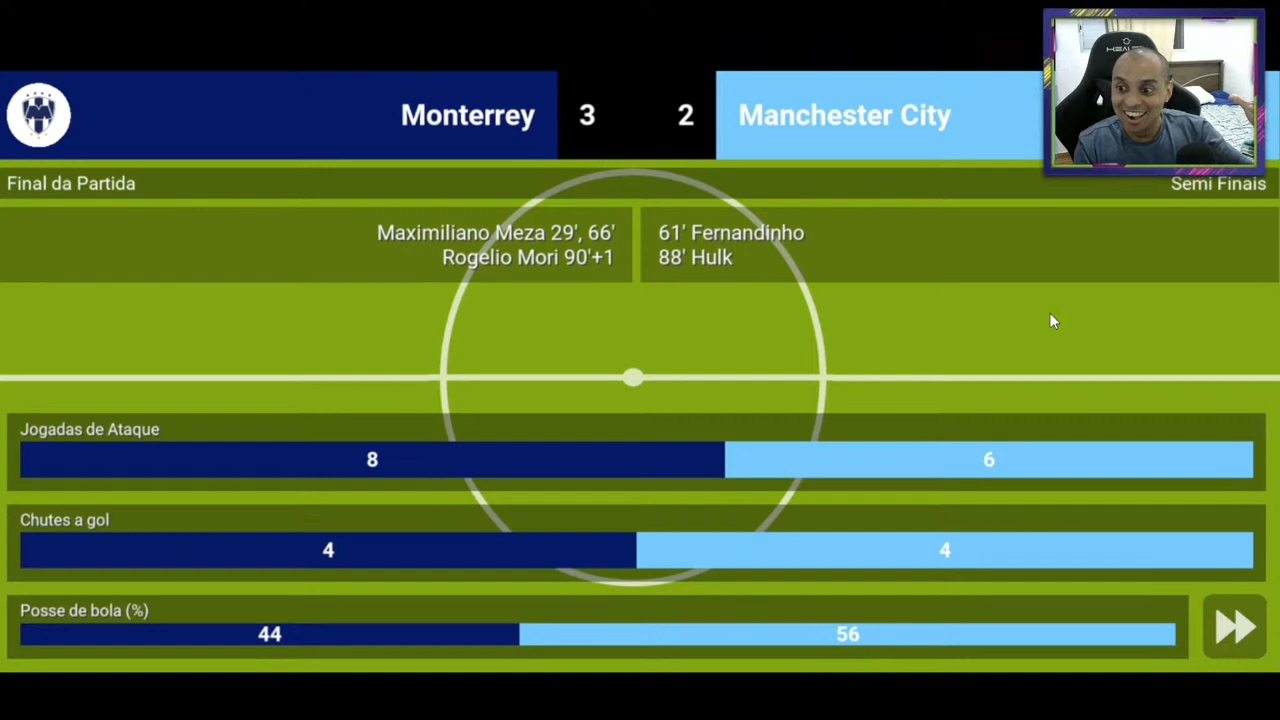 Monterrey 3 2 Manchester City
Final da Partida Semi Finais
Maximiliano Meza 29', 66' 61' Fernandinho
Rogelio Mori 90'+1 88' Hulk
Jogadas de Ataque
8 6
Chutes a gol
4 4
Posse de bola (%)
44 56